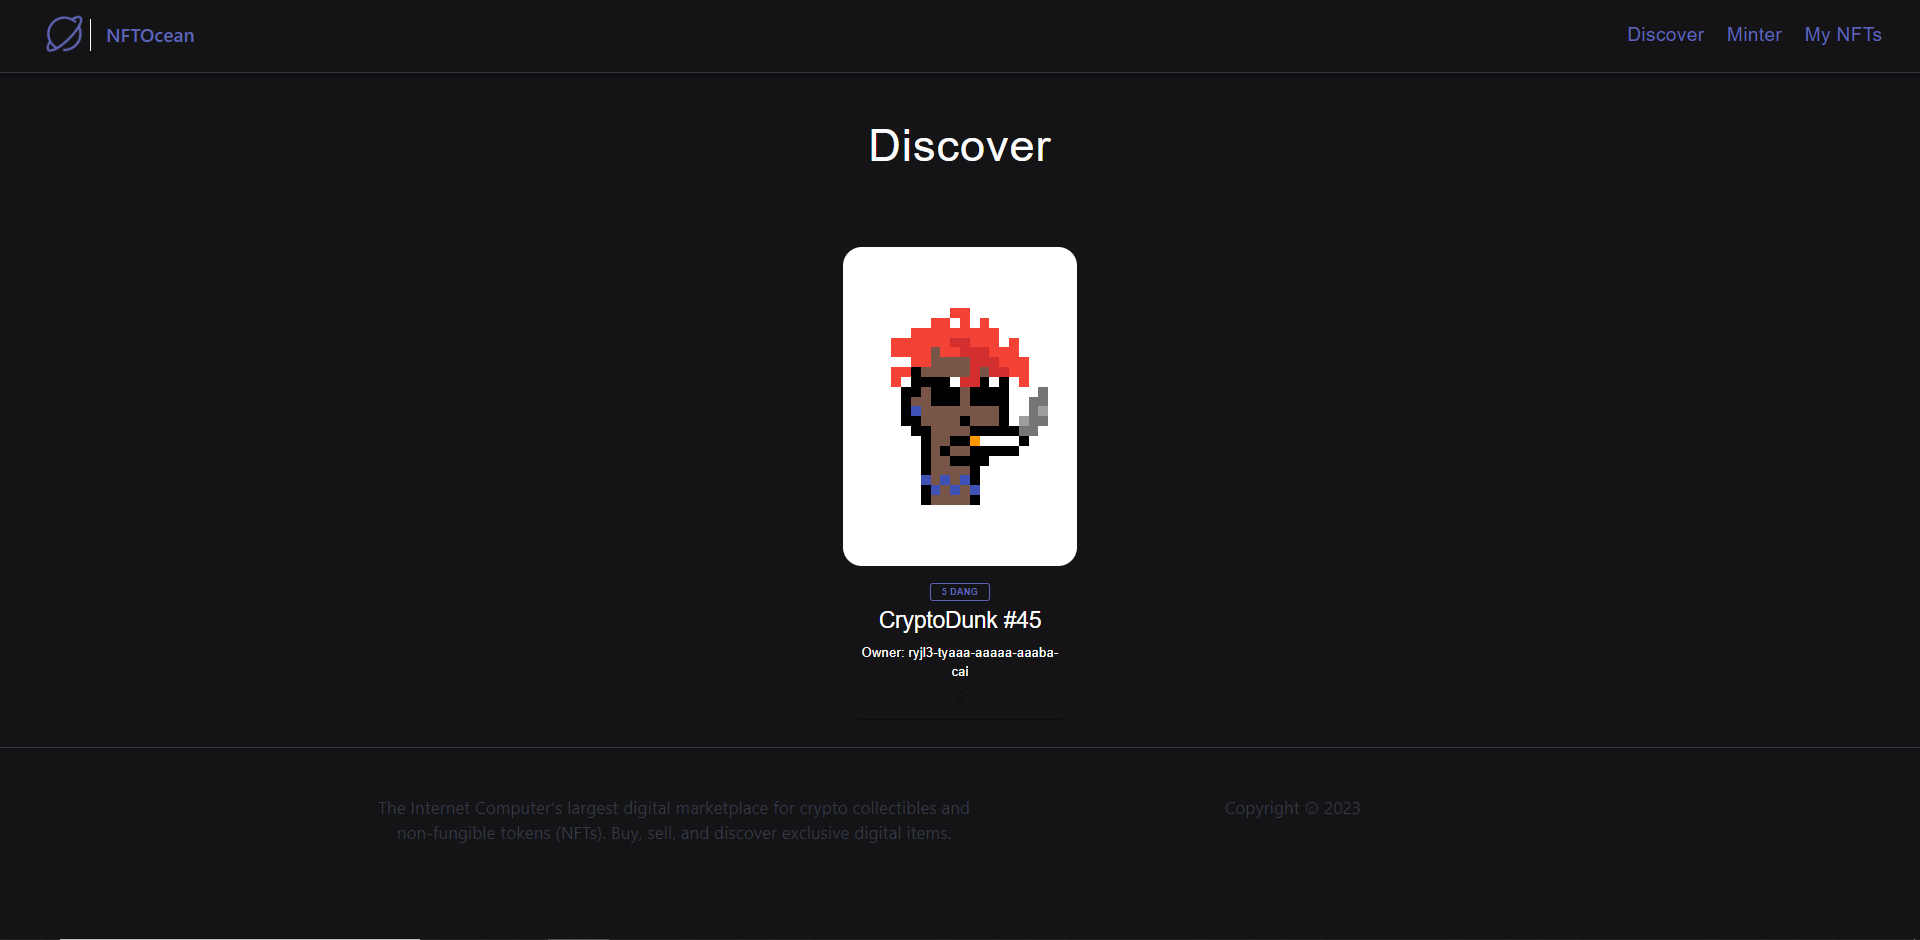 NFTOcean
Discover Minter My NFTs
Discover
5 DANG
CryptoDunk #45
Owner: ryjl3-tyaaa-aaaaa-aaaba-
cai
The Internet Computer's largest digital marketplace for crypto collectibles and
non-fungible tokens (NFTs). Buy, sell, and discover exclusive digital items.
Copyright © 2023